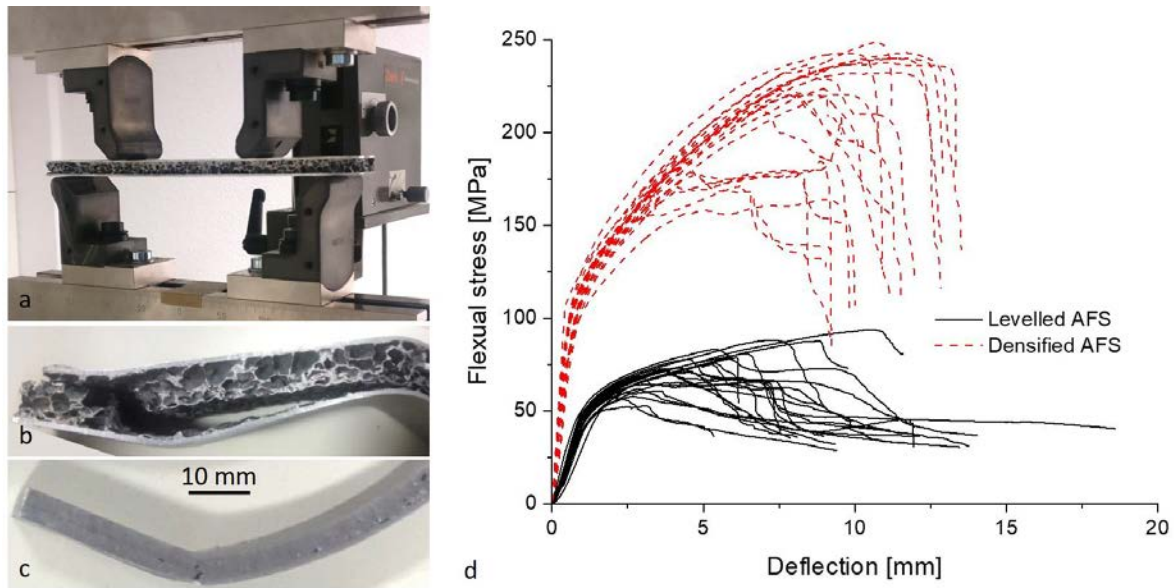 a
b
10 mm
c
250
200
150
100
50
0
Flexual stress [MPa]
Levelled AFS
Densified AFS
0
5
10
15
20
Deflection [mm]
d